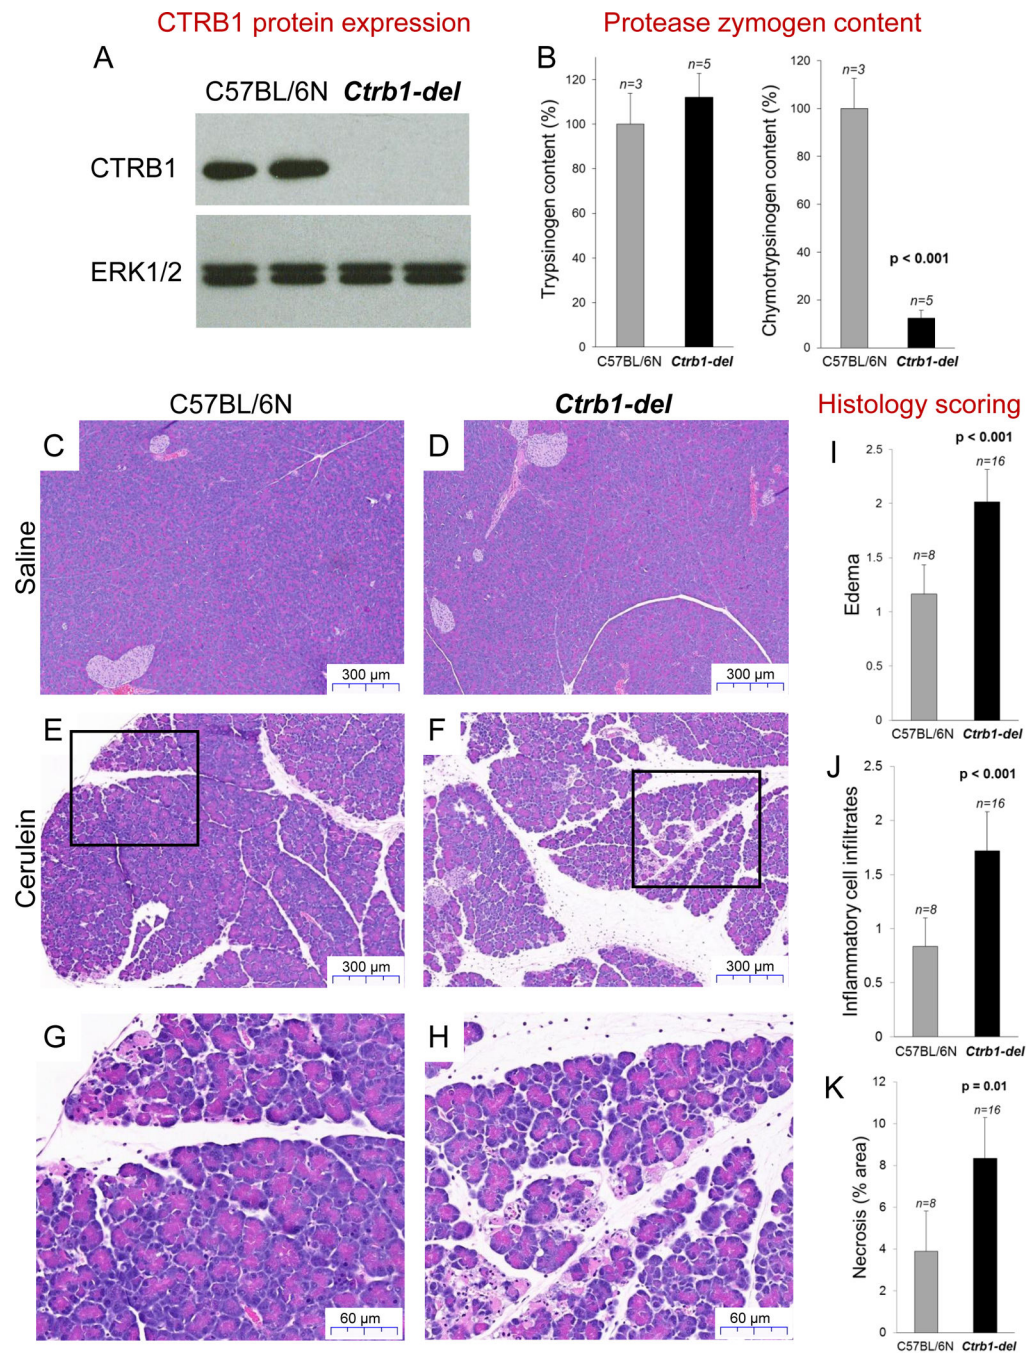 CTRB1 protein expression
Protease zymogen content
A
C57BL/6N Ctrb1-del
CTRB1
ERK1/2
B
Trypsinogen content (%)
120
100
80
60
40
20
0
n=3
n=5
C57BL/6N Ctrb1-del
Chymotrypsinogen content (%)
120
100
80
60
40
20
0
n=3
p < 0.001
n=5
C57BL/6N Ctrb1-del
C57BL/6N
Ctrb1-del
Histology scoring
Saline
C
300 µm
D
300 µm
Cerulein
E
300 µm
F
300 µm
G
60 µm
H
60 µm
I
Edema
2.5
2
1.5
1
0.5
0
p < 0.001
n=16
n=8
C57BL/6N Ctrb1-del
J
Inflammatory cell infiltrates
2.5
2
1.5
1
0.5
0
p < 0.001
n=16
n=8
C57BL/6N Ctrb1-del
K
Necrosis (% area)
12
10
8
6
4
2
0
p = 0.01
n=16
n=8
C57BL/6N Ctrb1-del